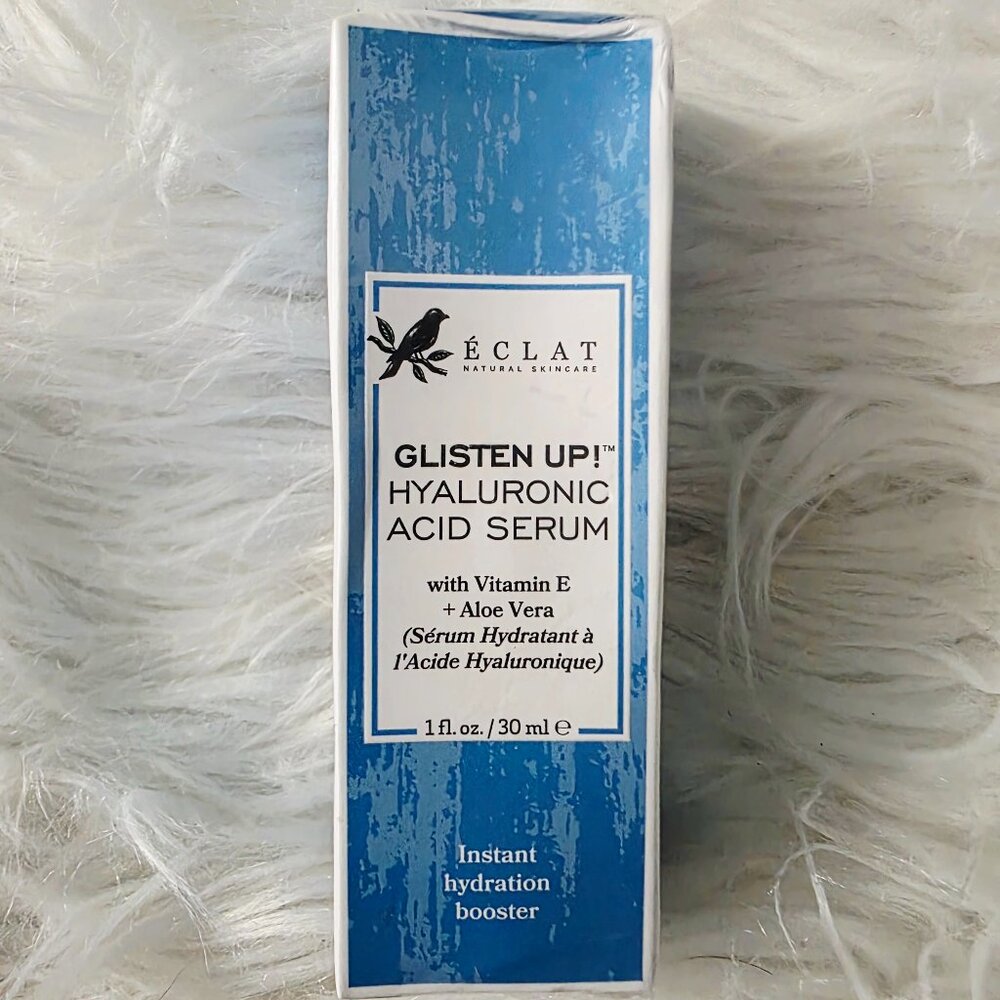 ÉCLAT
NATURAL SKINCARE
GLISTEN UP!™
HYALURONIC
ACID SERUM
with Vitamin E
+ Aloe Vera
(Sérum Hydratant à
l'Acide Hyaluronique)
1 fl. oz. / 30 ml ℮
Instant
hydration
booster